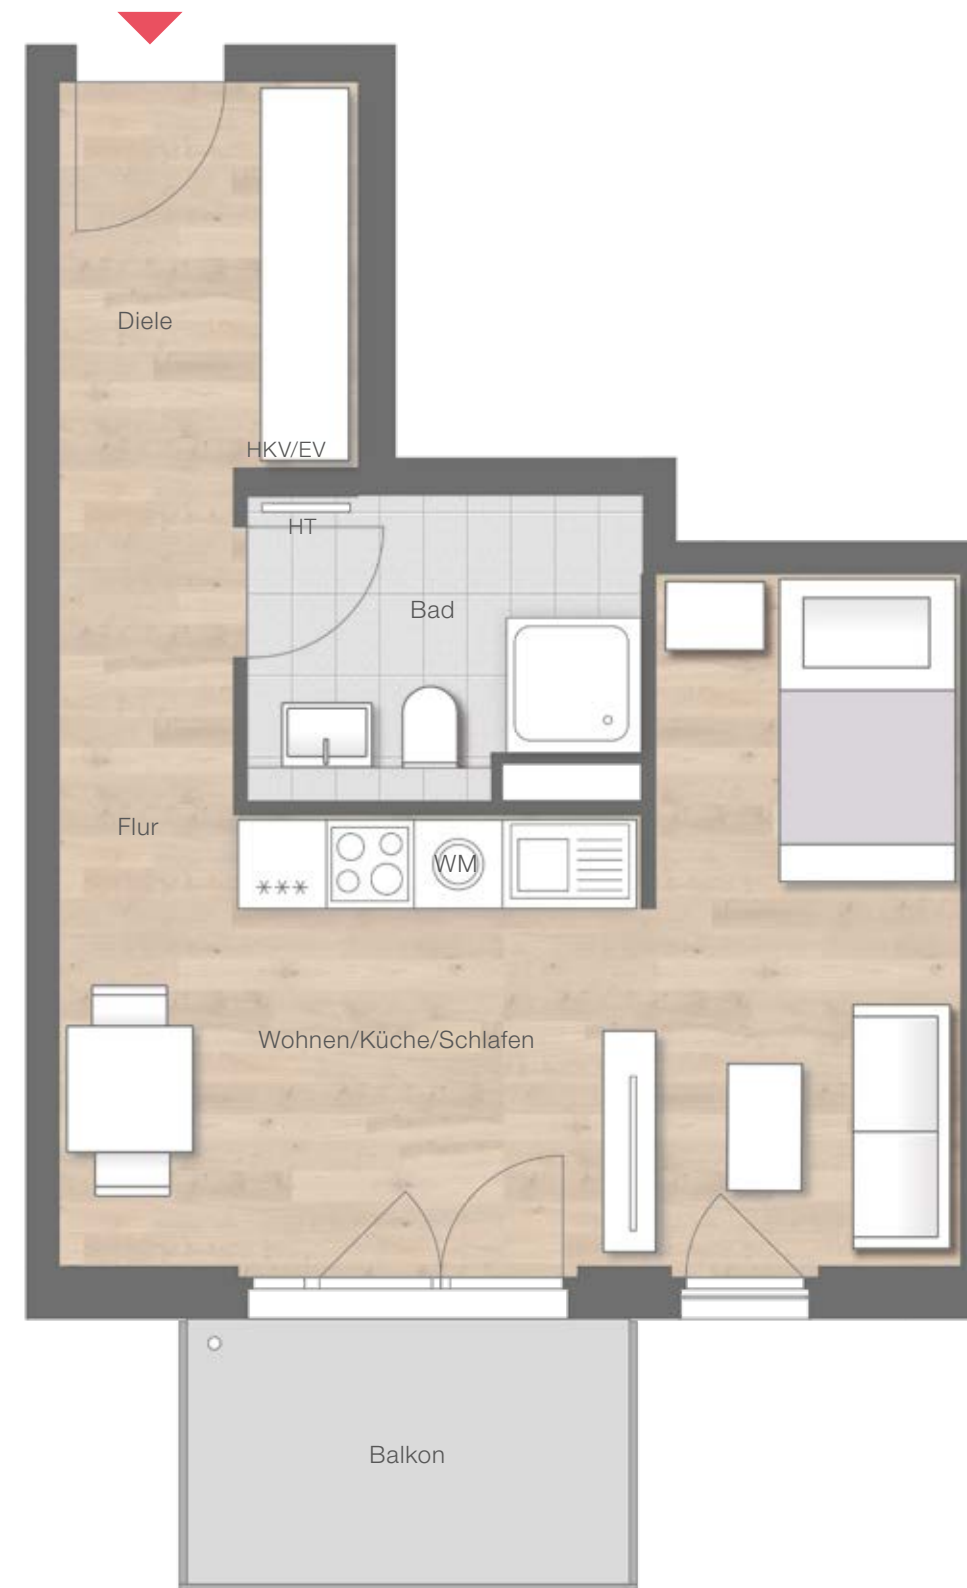 Diele
HKV/EV
HT
Bad
Flur
WM
***
Wohnen/Küche/Schlafen
Balkon